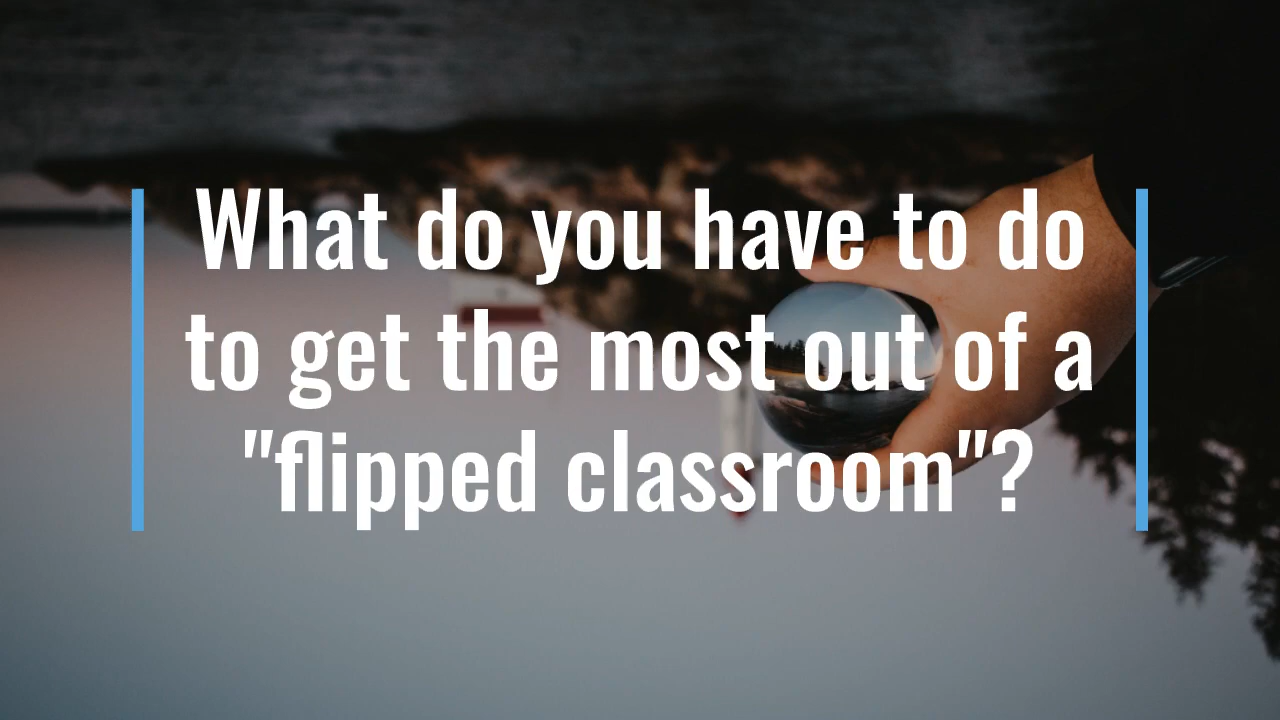 What do you have to do
to get the most out of a
"flipped classroom"?